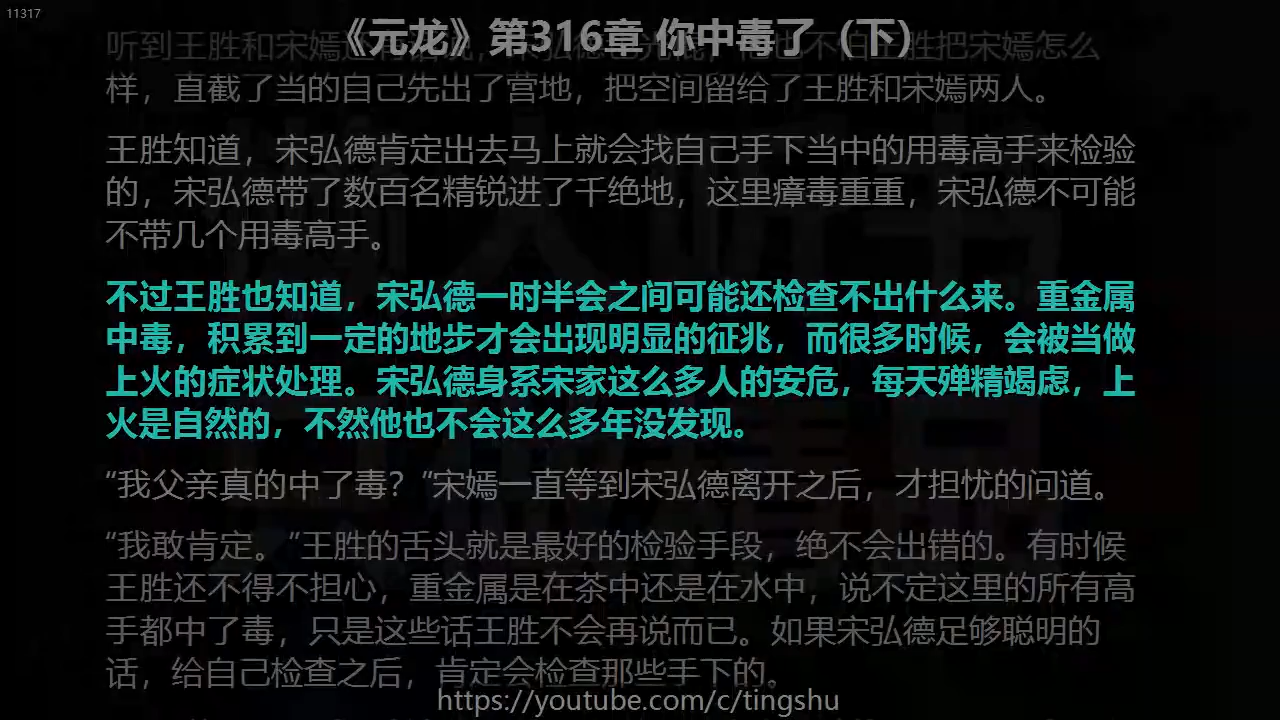 11317
《元龙》第316章 你中毒了（下）
听到王胜和宋嫣 王胜把宋嫣怎么
样，直截了当的自己先出了营地，把空间留给了王胜和宋嫣两人。
王胜知道，宋弘德肯定出去马上就会找自己手下当中的用毒高手来检验
的，宋弘德带了数百名精锐进了千绝地，这里瘴毒重重，宋弘德不可能
不带几个用毒高手。
不过王胜也知道，宋弘德一时半会之间可能还检查不出什么来。重金属
中毒，积累到一定的地步才会出现明显的征兆，而很多时候，会被当做
上火的症状处理。宋弘德身系宋家这么多人的安危，每天殚精竭虑，上
火是自然的，不然他也不会这么多年没发现。
“我父亲真的中了毒？“宋嫣一直等到宋弘德离开之后，才担忧的问道。
“我敢肯定。”王胜的舌头就是最好的检验手段，绝不会出错的。有时候
王胜还不得不担心，重金属是在茶中还是在水中，说不定这里的所有高
手都中了毒，只是这些话王胜不会再说而已。如果宋弘德足够聪明的
话，给自己检查之后，肯定会检查那些手下的。
https://youtube.com/c/tingshu